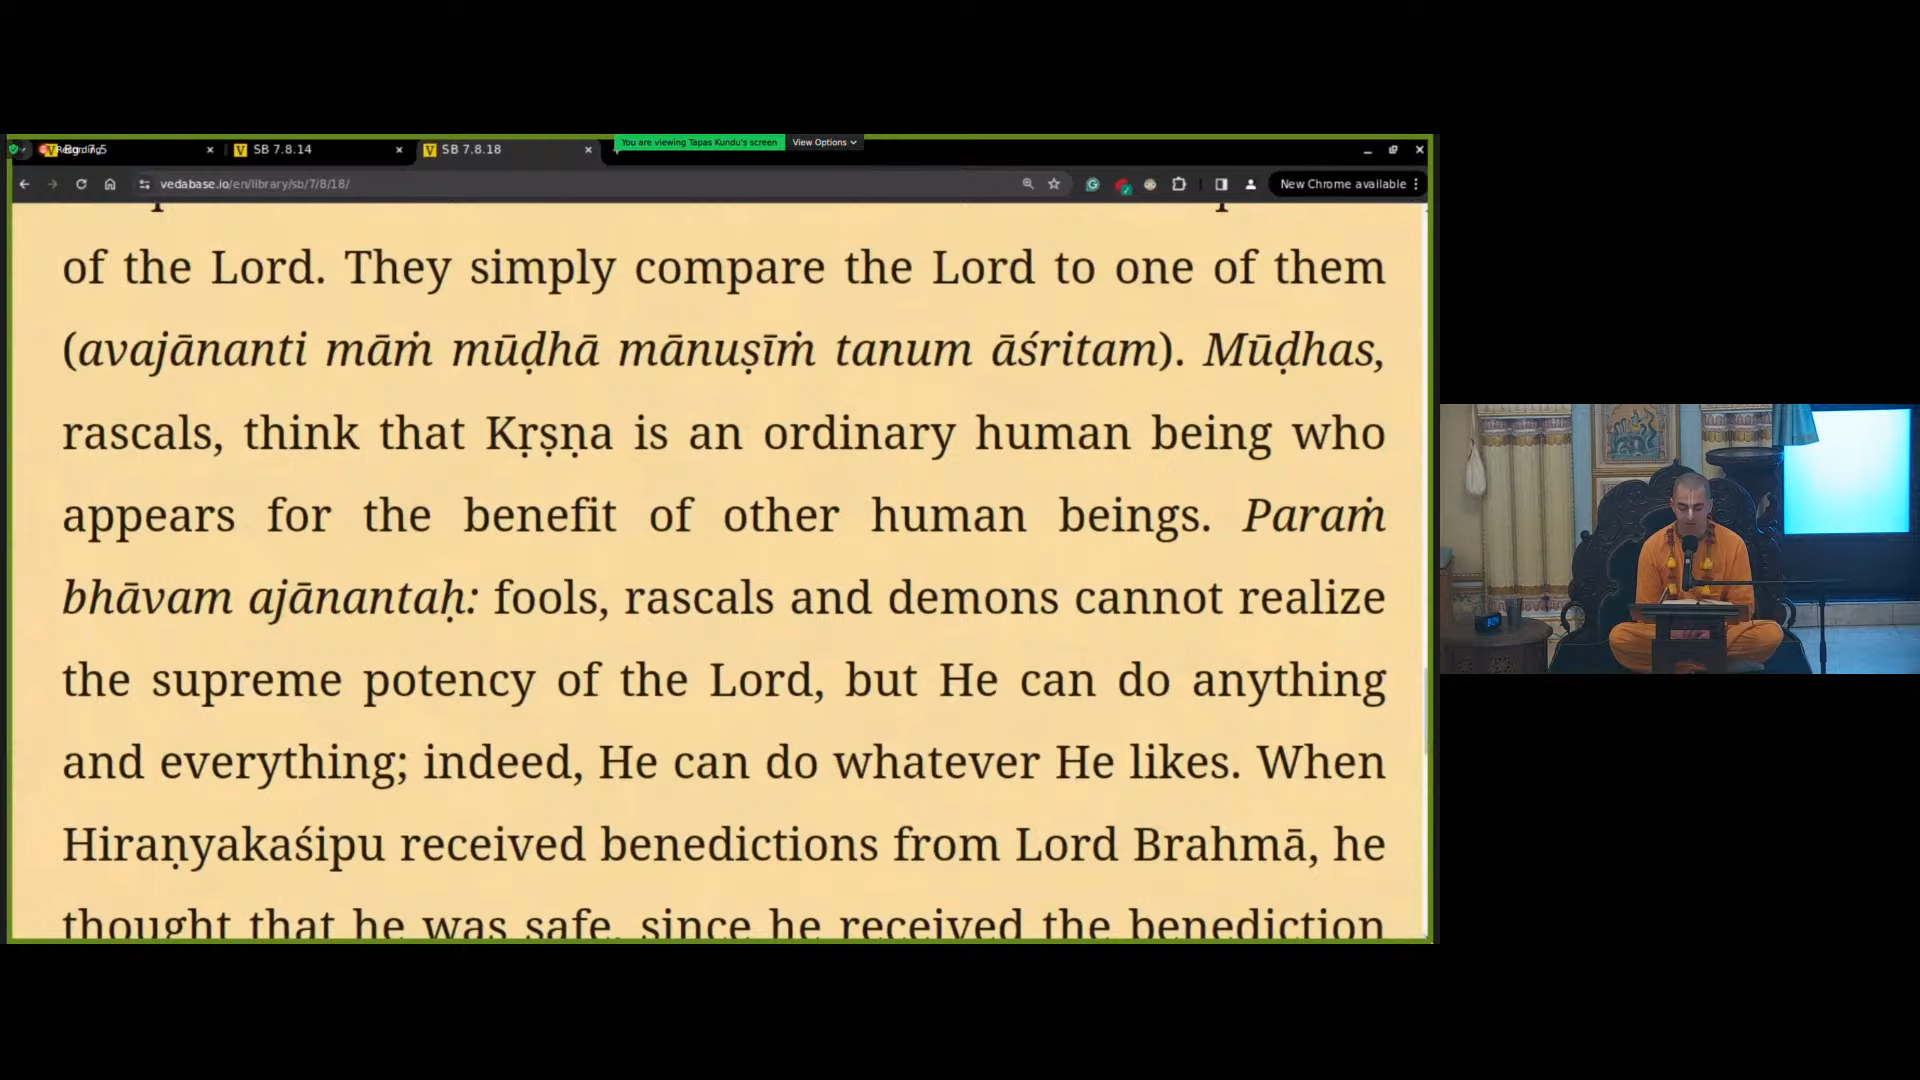 Recording
7.5
SB 7.8.14
SB 7.8.18
You are viewing Tapas Kundu's screen
View Options
vedabase.io/en/library/sb/7/8/18/
New Chrome available
of the Lord. They simply compare the Lord to one of them
(avajānanti māṁ mūḍhā mānuṣīṁ tanum āśritam). Mūḍhas,
rascals, think that Kṛṣṇa is an ordinary human being who
appears for the benefit of other human beings. Paraṁ
bhāvam ajānantaḥ: fools, rascals and demons cannot realize
the supreme potency of the Lord, but He can do anything
and everything; indeed, He can do whatever He likes. When
Hiraṇyakaśipu received benedictions from Lord Brahmā, he
thought that he was safe, since he received the benediction